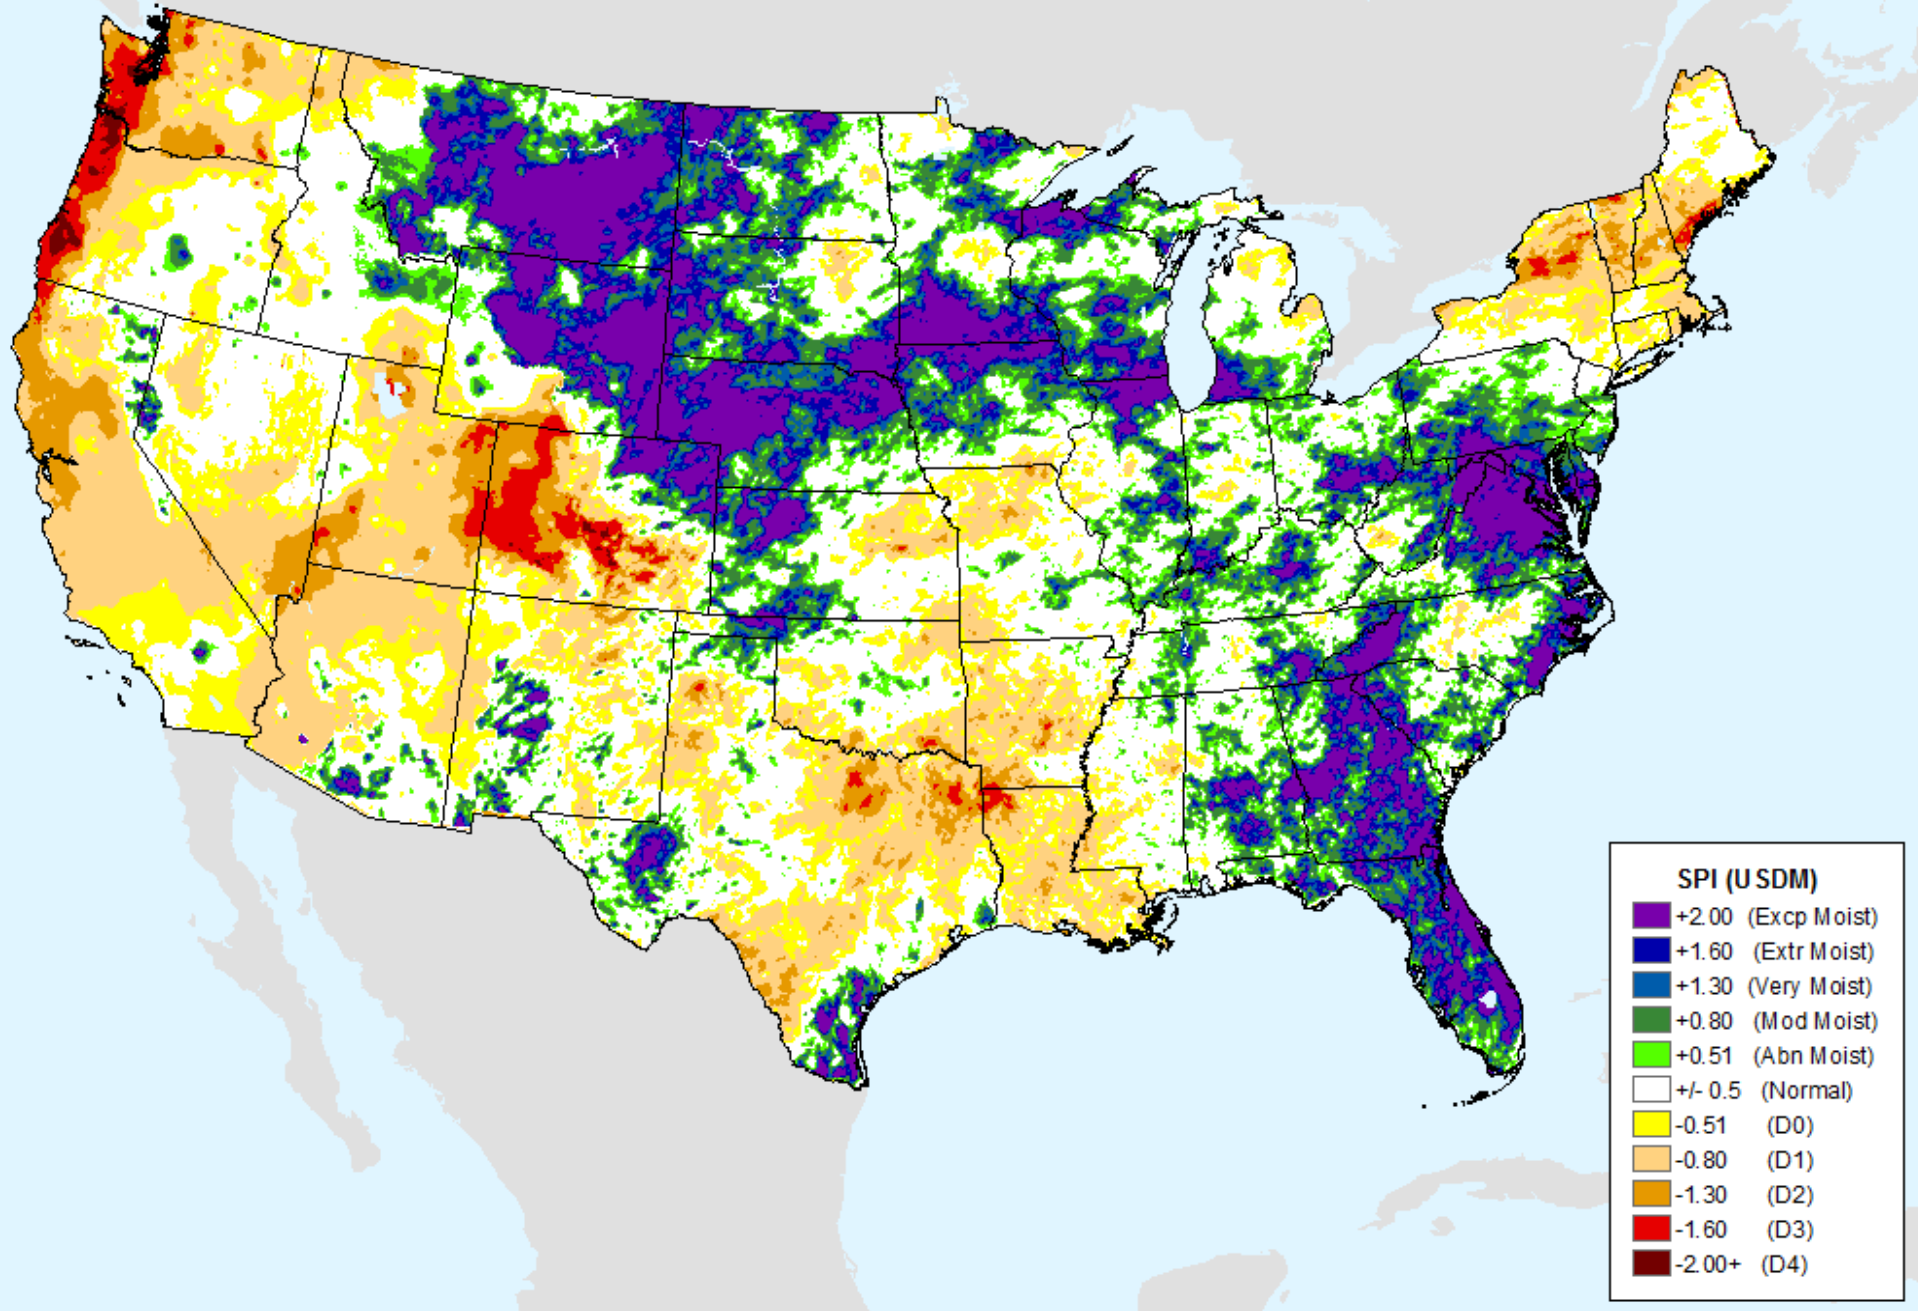 SPI (USDM)
+2.00 (Excp Moist)
+1.60 (Extr Moist)
+1.30 (Very Moist)
+0.80 (Mod Moist)
+0.51 (Abn Moist)
+/- 0.5 (Normal)
-0.51 (D0)
-0.80 (D1)
-1.30 (D2)
-1.60 (D3)
-2.00+ (D4)